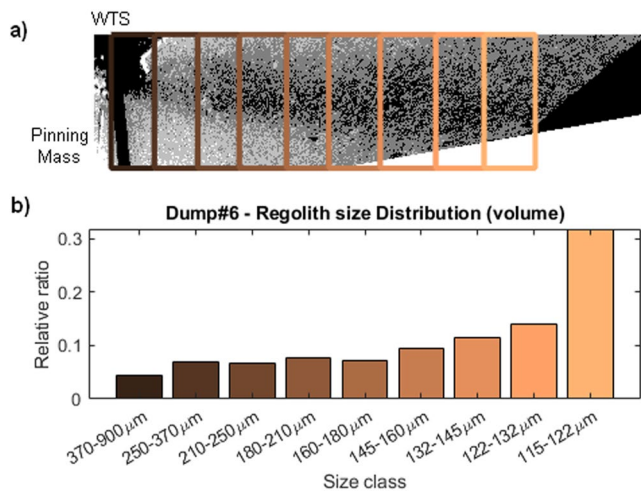 a)
WTS
Pinning
Mass
b)
Dump#6 - Regolith size Distribution (volume)
Relative ratio
0.3
0.2
0.1
0
370-900μm
250-370μm
210-250μm
180-210μm
160-180μm
145-160μm
132-145μm
122-132μm
115-122μm
Size class